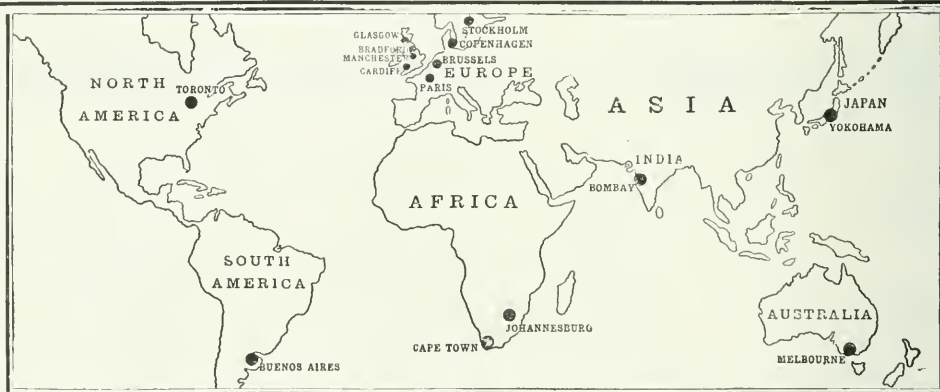 STOCKHOLM
GLASGOW
COPENHAGEN
BRADFORD
MANCHESTER
BRUSSELS
CARDIFF
EUROPE
PARIS
NORTH
AMERICA
TORONTO
ASIA
JAPAN
YOKOHAMA
INDIA
BOMBAY
AFRICA
SOUTH
AMERICA
AUSTRALIA
JOHANNESBURG
CAPE TOWN
MELBOURNE
BUENOS AIRES